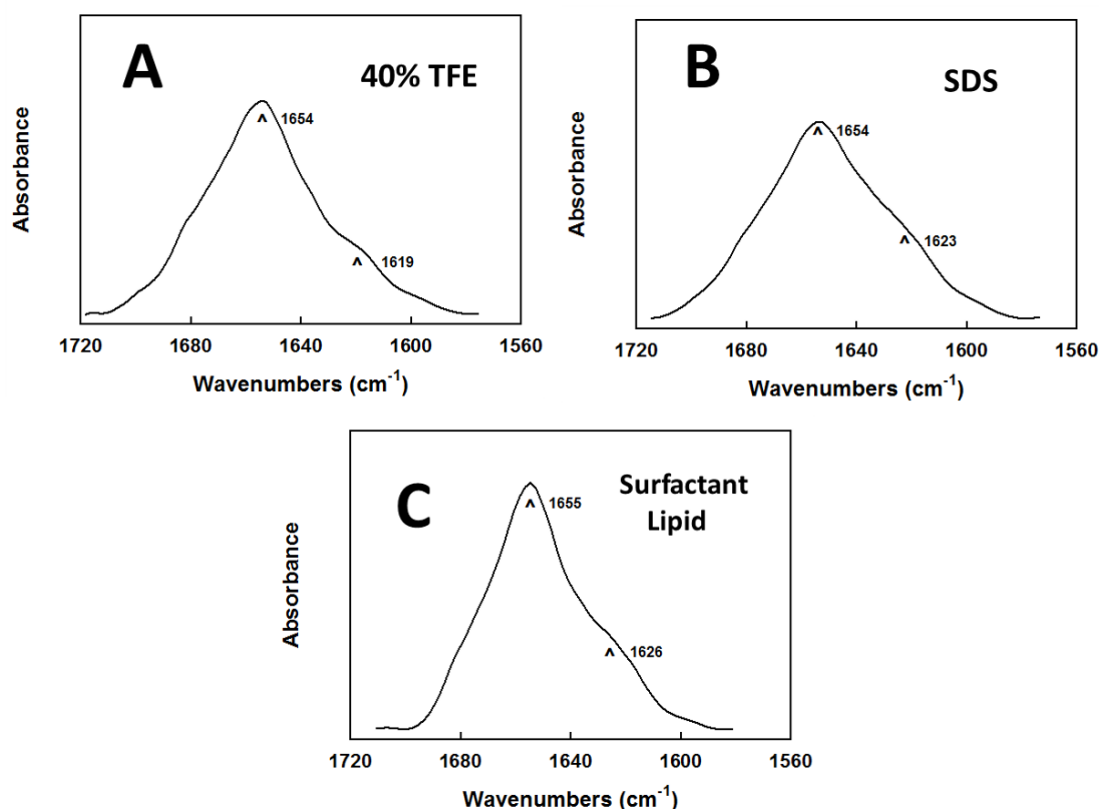 A
40% TFE
^ 1654
^ 1619
Absorbance
1720 1680 1640 1600 1560
Wavenumbers (cm⁻¹)
B
SDS
^ 1654
^ 1623
Absorbance
1720 1680 1640 1600 1560
Wavenumbers (cm⁻¹)
C
Surfactant
Lipid
^ 1655
^ 1626
Absorbance
1720 1680 1640 1600 1560
Wavenumbers (cm⁻¹)